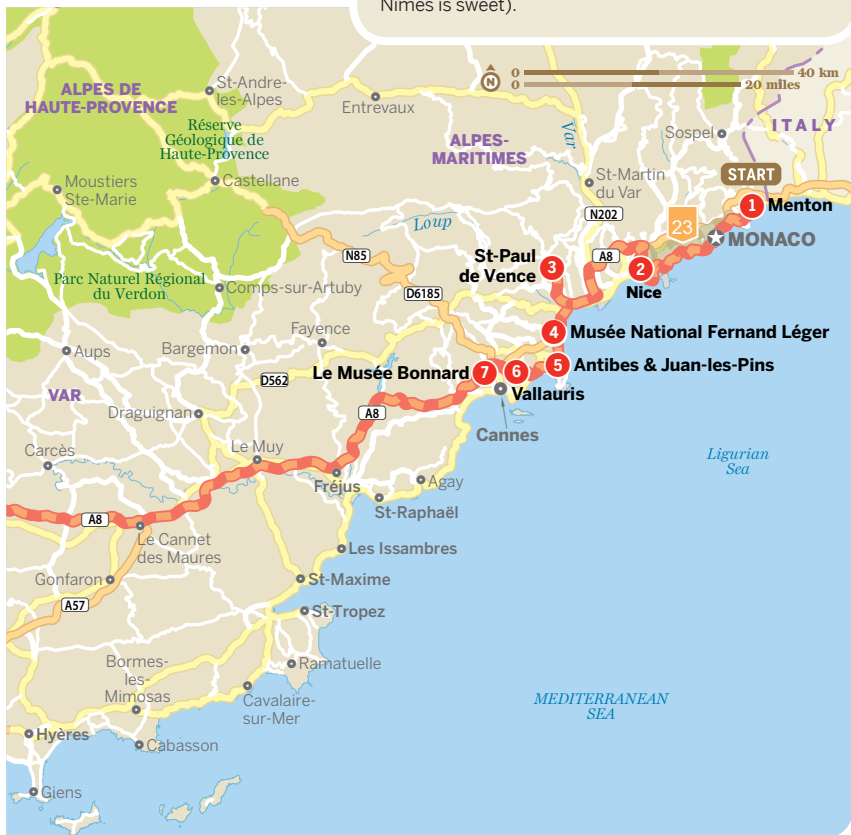 Nîmes is sweet).
N
0
40 km
0
20 miles
ALPES DE
HAUTE-PROVENCE
St-Andre-
les-Alpes
Entrevaux
Réserve
Géologique de
Haute-Provence
ALPES-
MARITIMES
Var
Sospel
ITALY
START
Moustiers
Ste-Marie
Castellane
St-Martin
du Var
1 Menton
N202
23
Loup
MONACO
N85
St-Paul
de Vence
3
A8
2
Nice
Parc Naturel Régional
du Verdon
Comps-sur-Artuby
D6185
Fayence
4 Musée National Fernand Léger
Aups
Bargemon
Le Musée Bonnard
7
6
5 Antibes & Juan-les-Pins
D562
Vallauris
VAR
Draguignan
A8
Cannes
Carcès
Le Muy
Ligurian
Sea
Fréjus
Agay
St-Raphaël
A8
Le Cannet
des Maures
Les Issambres
Gonfaron
St-Maxime
A57
St-Tropez
Bormes-
les-
Mimosas
Ramatuelle
Cavalaire-
sur-Mer
MEDITERRANEAN
SEA
Hyères
Cabasson
Giens